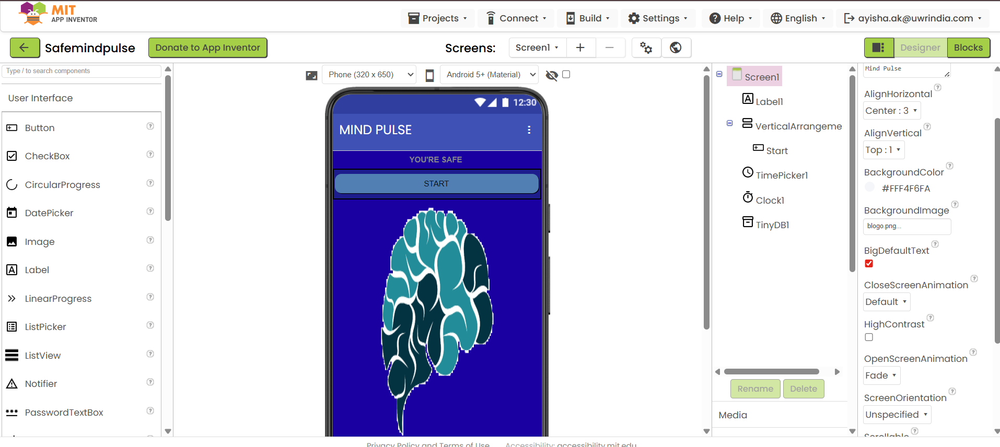 MIT
APP INVENTOR
Projects
Connect
Build
Settings
Help
English
ayisha.ak@uwrindia.com
Safemindpulse
Donate to App Inventor
Screens:
Screen1
Designer
Blocks
Type / to search components
User Interface
Button
CheckBox
CircularProgress
DatePicker
Image
Label
LinearProgress
ListPicker
ListView
Notifier
PasswordTextBox
Phone (320 x 650)
Android 5+ (Material)
12:30
MIND PULSE
YOU'RE SAFE
START
Screen1
Label1
VerticalArrangeme
Start
TimePicker1
Clock1
TinyDB1
Rename
Delete
Media
Mind Pulse
AlignHorizontal
Center : 3
AlignVertical
Top : 1
BackgroundColor
#FFF4F6FA
BackgroundImage
blogo.png...
BigDefaultText
CloseScreenAnimation
Default
HighContrast
OpenScreenAnimation
Fade
ScreenOrientation
Unspecified
Scrollable
Privacy Policy and Terms of Use
Accessibility: accessibility.mit.edu